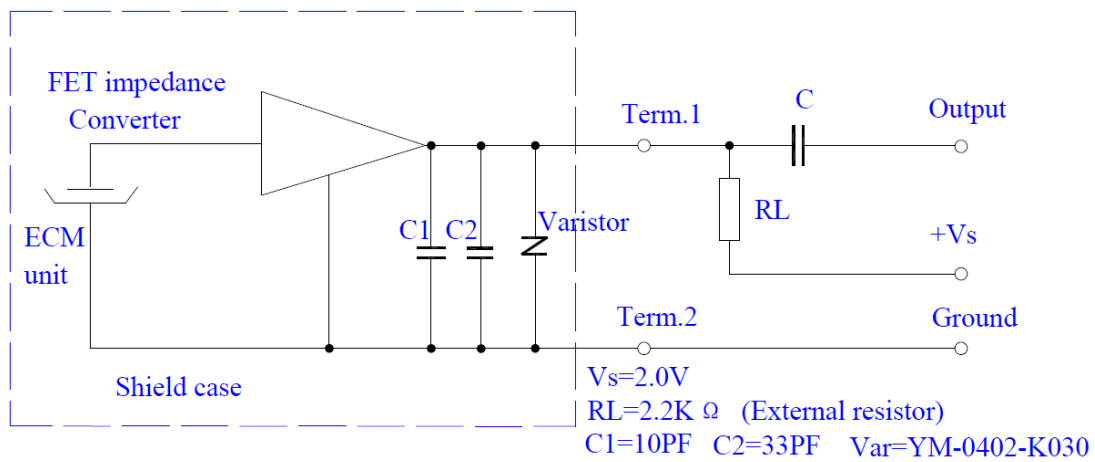 FET impedance
Converter
ECM
unit
C1
C2
Varistor
Shield case
Term.1
C
Output
RL
+Vs
Term.2
Ground
Vs=2.0V
RL=2.2K Ω (External resistor)
C1=10PF C2=33PF Var=YM-0402-K030